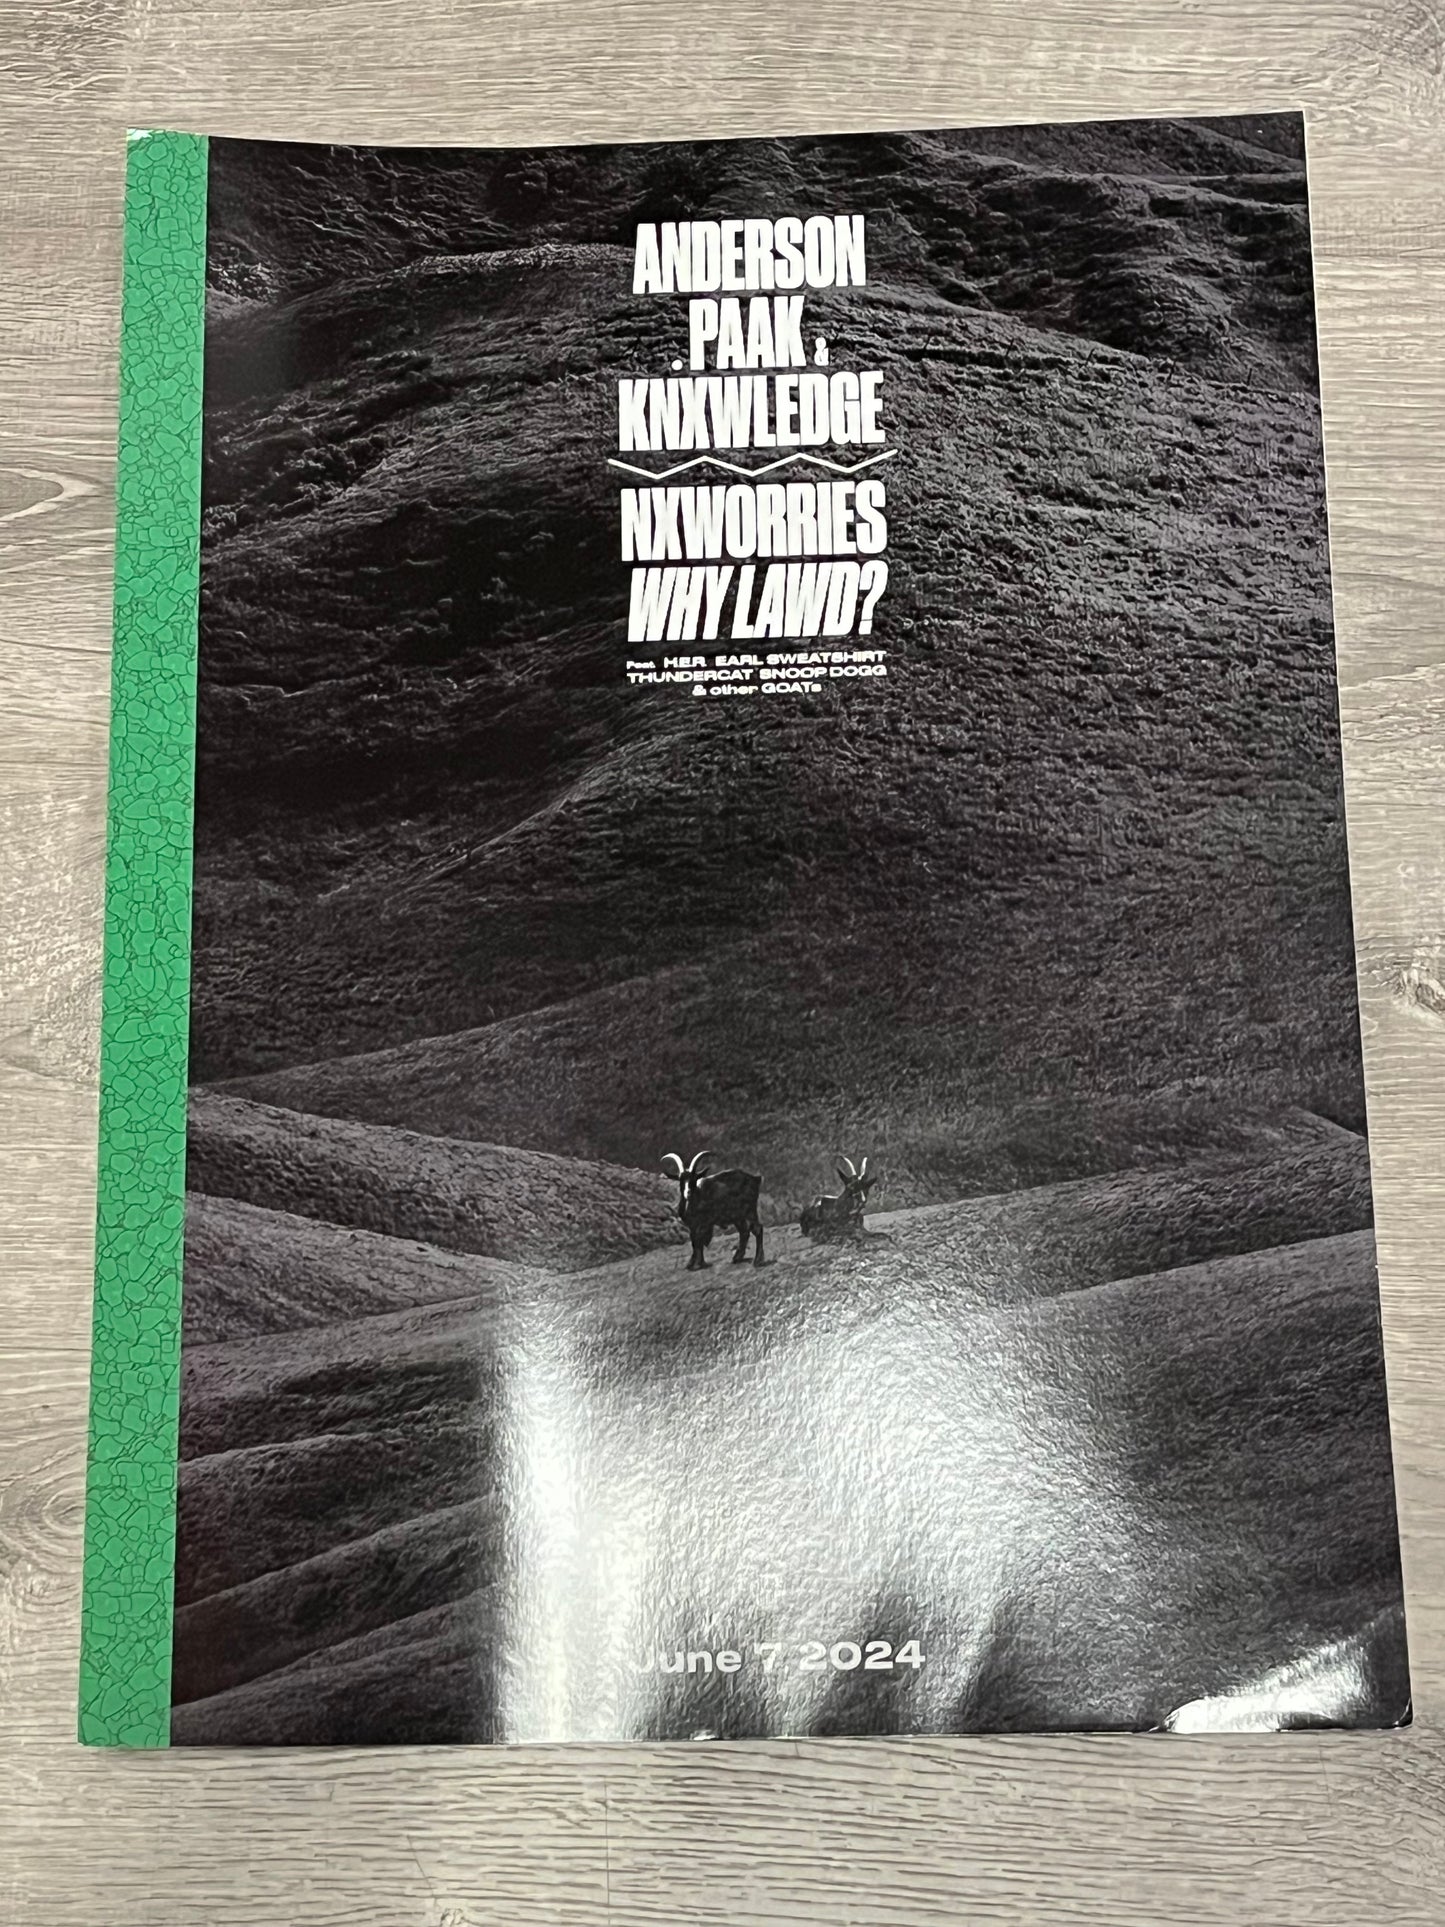 ANDERSON
.PAAK &
KNXWLEDGE
NXWORRIES
WHY LAWD?
Feat. H.E.R. EARL SWEATSHIRT
THUNDERCAT SNOOP DOGG
& other GOATs
June 7, 2024